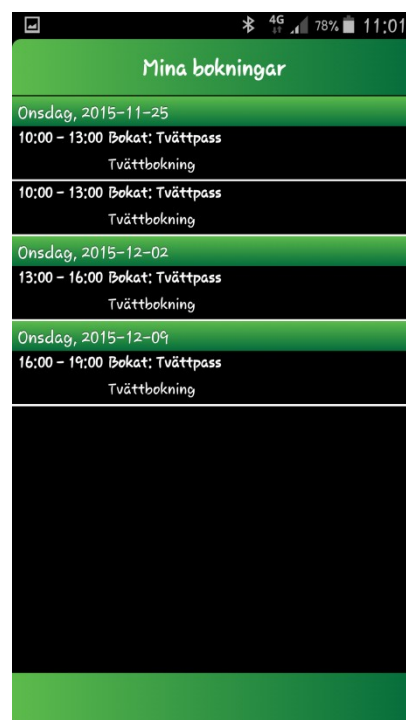 4G 78% 11:01
Mina bokningar
Onsdag, 2015-11-25
10:00 - 13:00 Bokat: Tvättpass
Tvättbokning
10:00 - 13:00 Bokat: Tvättpass
Tvättbokning
Onsdag, 2015-12-02
13:00 - 16:00 Bokat: Tvättpass
Tvättbokning
Onsdag, 2015-12-09
16:00 - 19:00 Bokat: Tvättpass
Tvättbokning